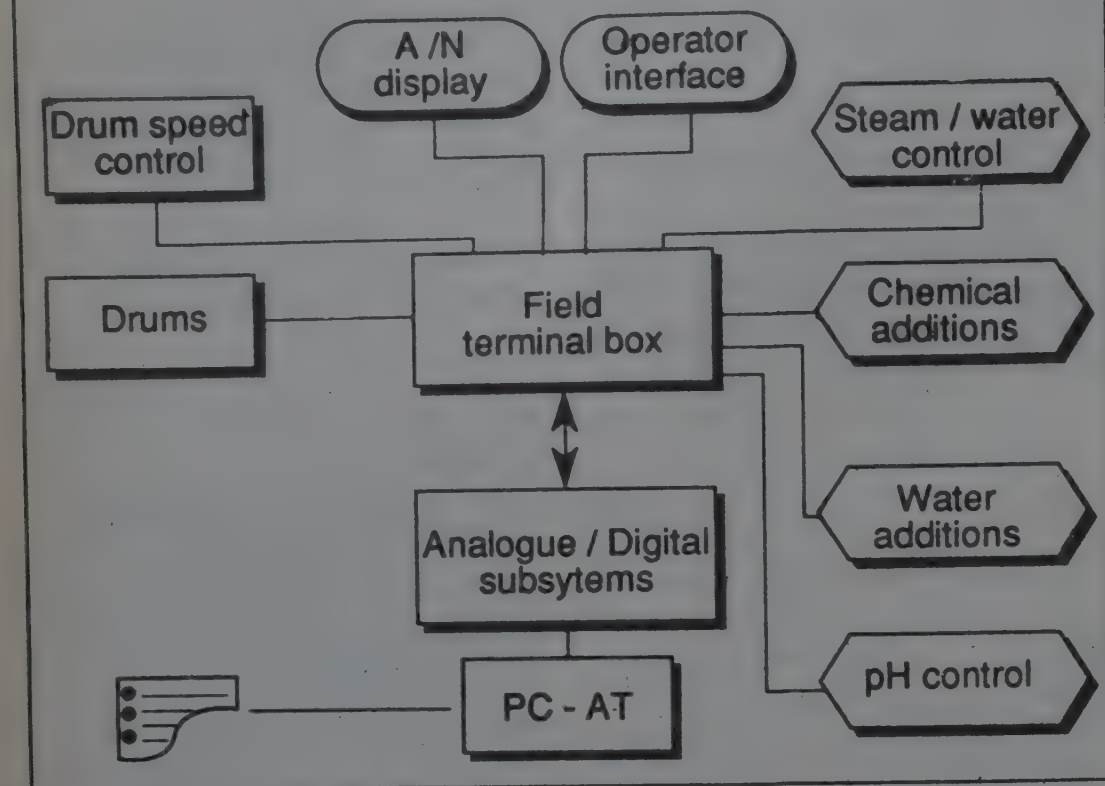 A /N
display
Operator
interface
Drum speed
control
Steam / water
control
Drums
Field
terminal box
Chemical
additions
Analogue / Digital
subsytems
Water
additions
PC - AT
pH control